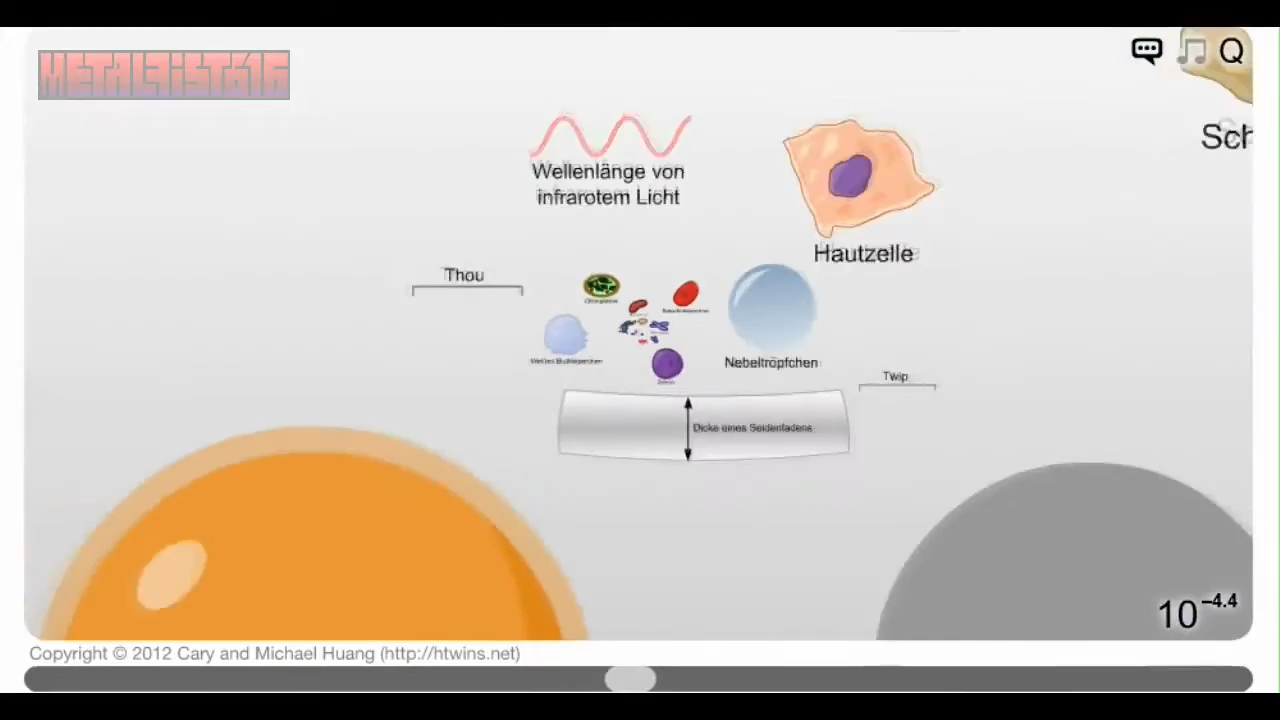 METALFIST616
Wellenlänge von
infrarotem Licht
Sch
Hautzelle
Thou
Nebeltröpfchen
Twip
Dicke eines Seidenfadens
10^-4.4
Copyright © 2012 Cary and Michael Huang (http://htwins.net)